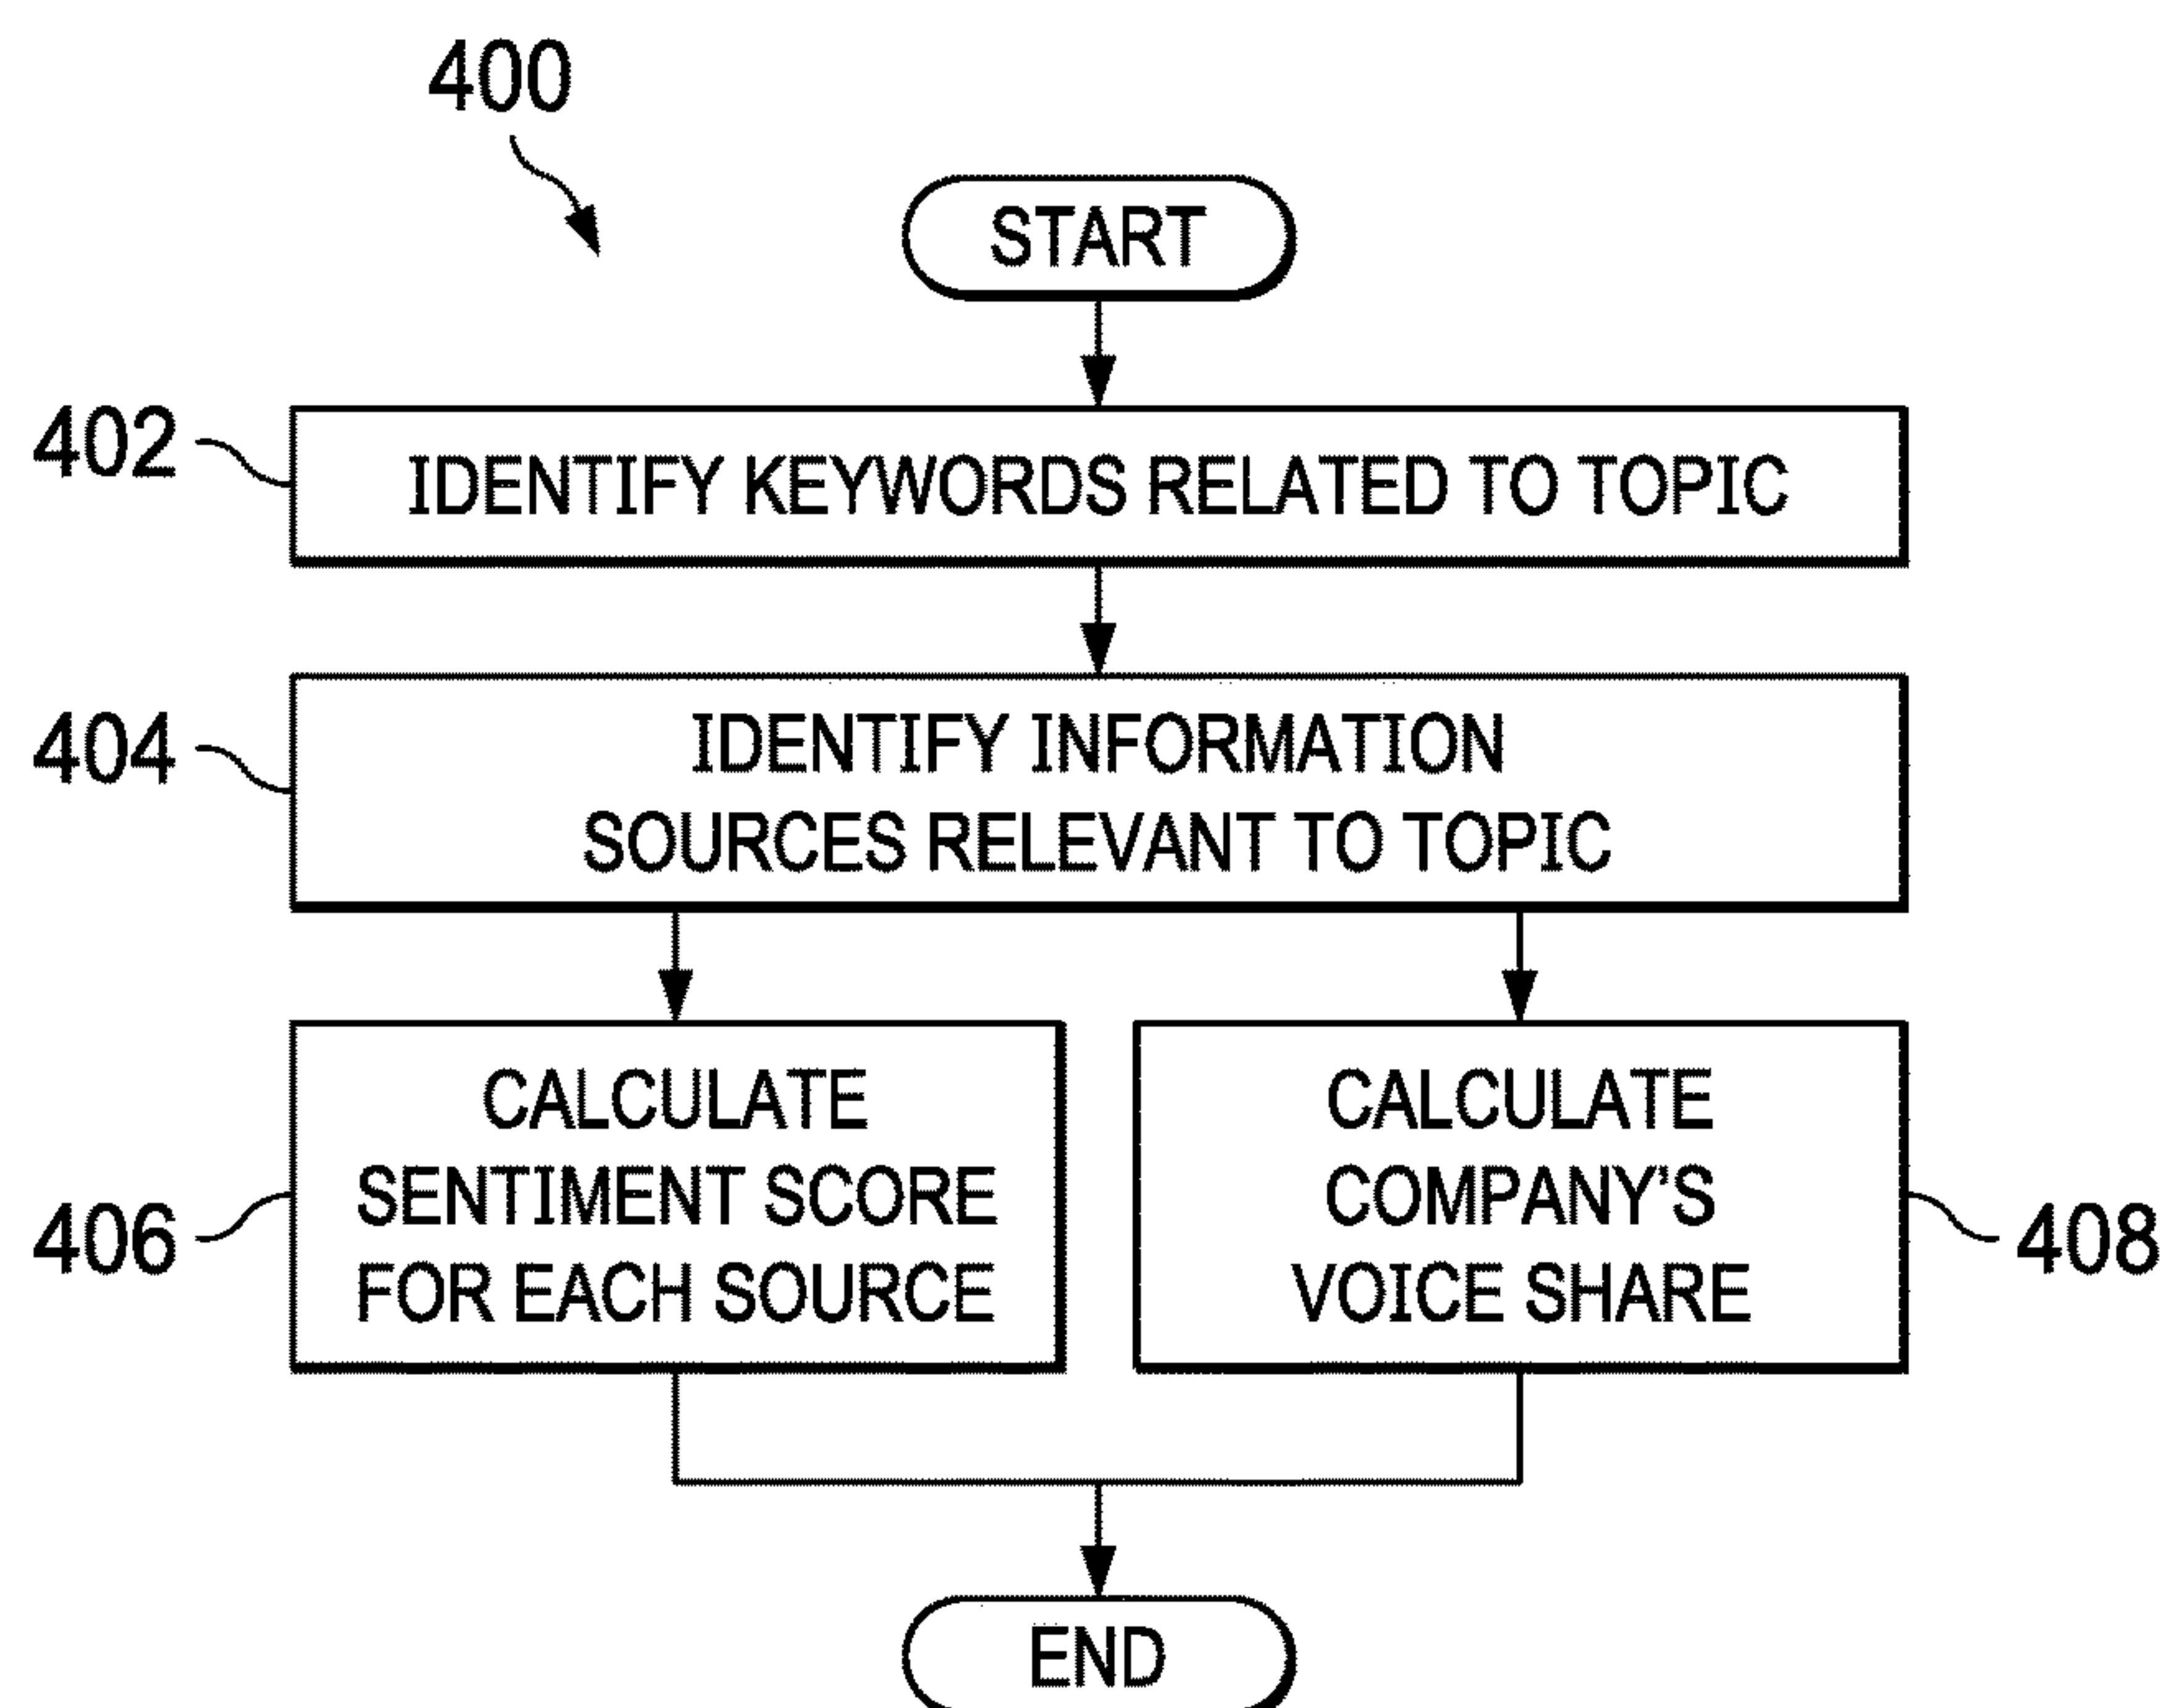 400
START
402
IDENTIFY KEYWORDS RELATED TO TOPIC
404
IDENTIFY INFORMATION
SOURCES RELEVANT TO TOPIC
406
CALCULATE
SENTIMENT SCORE
FOR EACH SOURCE
CALCULATE
COMPANY'S
VOICE SHARE
408
END